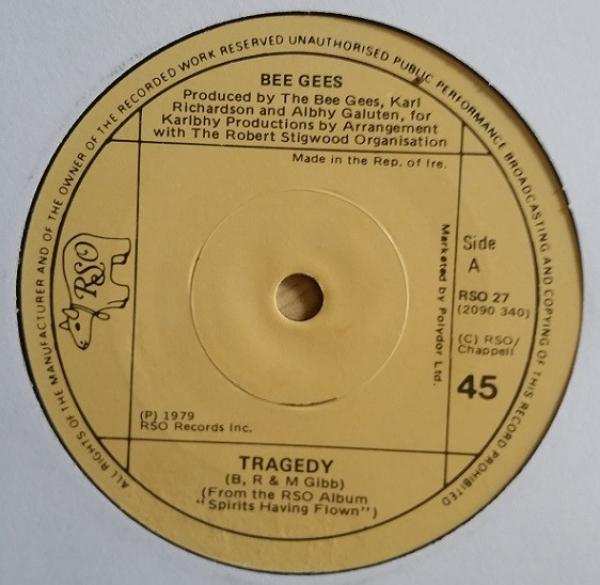 ALL RIGHTS OF THE MANUFACTURER AND OF THE OWNER OF THE RECORDED WORK RESERVED UNAUTHORISED PUBLIC PERFORMANCE BROADCASTING AND COPYING OF THIS RECORD PROHIBITED
BEE GEES
Produced by The Bee Gees, Karl
Richardson and Albhy Galuten, for
Karlbhy Productions by Arrangement
with The Robert Stigwood Organisation
Made in the Rep. of Ire.
RSO
Marketed by Polydor Ltd.
Side
A
RSO 27
(2090 340)
(C) RSO/
Chappell
45
(P) 1979
RSO Records Inc.
TRAGEDY
(B, R & M Gibb)
(From the RSO Album
"Spirits Having Flown")